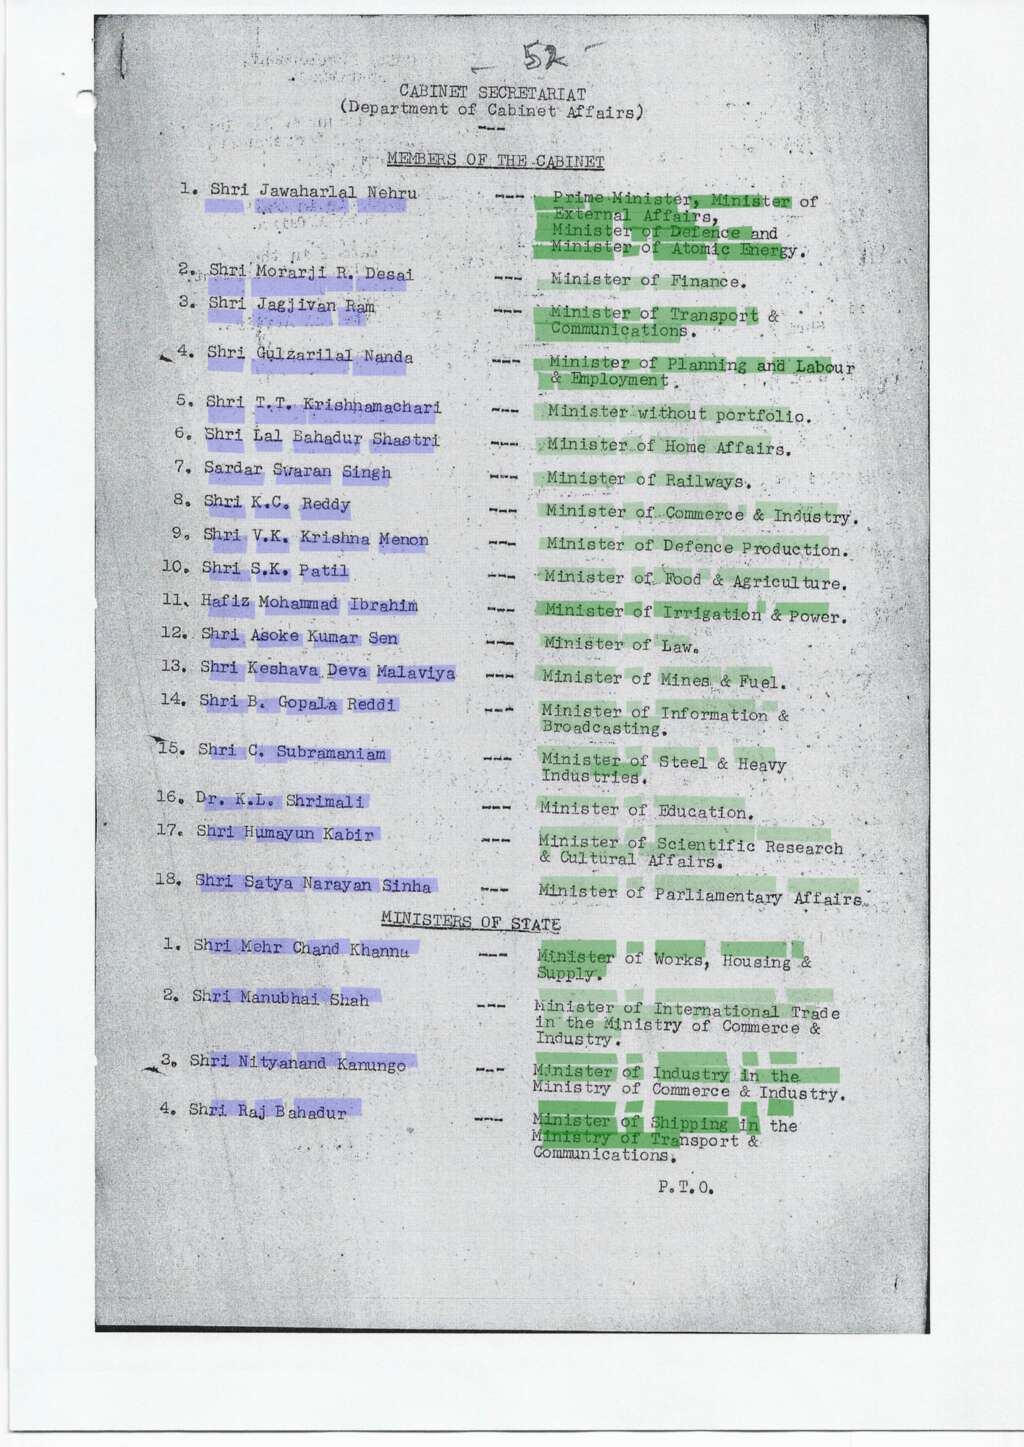 52
CABINET SECRETARIAT
(Department of Cabinet Affairs)
MEMBERS OF THE CABINET
1. Shri Jawaharlal Nehru --- Prime Minister, Minister of
External Affairs,
Minister of Defence and
Minister of Atomic Energy.
2. Shri Morarji R. Desai --- Minister of Finance.
3. Shri Jagjivan Ram --- Minister of Transport &
Communications.
4. Shri Gulzarilal Nanda --- Minister of Planning and Labour
& Employment.
5. Shri T.T. Krishnamachari --- Minister without portfolio.
6. Shri Lal Bahadur Shastri --- Minister of Home Affairs.
7. Sardar Swaran Singh --- Minister of Railways.
8. Shri K.C. Reddy --- Minister of Commerce & Industry.
9. Shri V.K. Krishna Menon --- Minister of Defence Production.
10. Shri S.K. Patil --- Minister of Food & Agriculture.
11. Hafiz Mohammad Ibrahim --- Minister of Irrigation & Power.
12. Shri Asoke Kumar Sen --- Minister of Law.
13. Shri Keshava Deva Malaviya --- Minister of Mines & Fuel.
14. Shri B. Gopala Reddi --- Minister of Information &
Broadcasting.
15. Shri C. Subramaniam --- Minister of Steel & Heavy
Industries.
16. Dr. K.L. Shrimali --- Minister of Education.
17. Shri Humayun Kabir --- Minister of Scientific Research
& Cultural Affairs.
18. Shri Satya Narayan Sinha --- Minister of Parliamentary Affairs.
MINISTERS OF STATE
1. Shri Mehr Chand Khanna --- Minister of Works, Housing &
Supply.
2. Shri Manubhai Shah --- Minister of International Trade
in the Ministry of Commerce &
Industry.
3. Shri Nityanand Kanungo --- Minister of Industry in the
Ministry of Commerce & Industry.
4. Shri Raj Bahadur --- Minister of Shipping in the
Ministry of Transport &
Communications.
P.T.O.